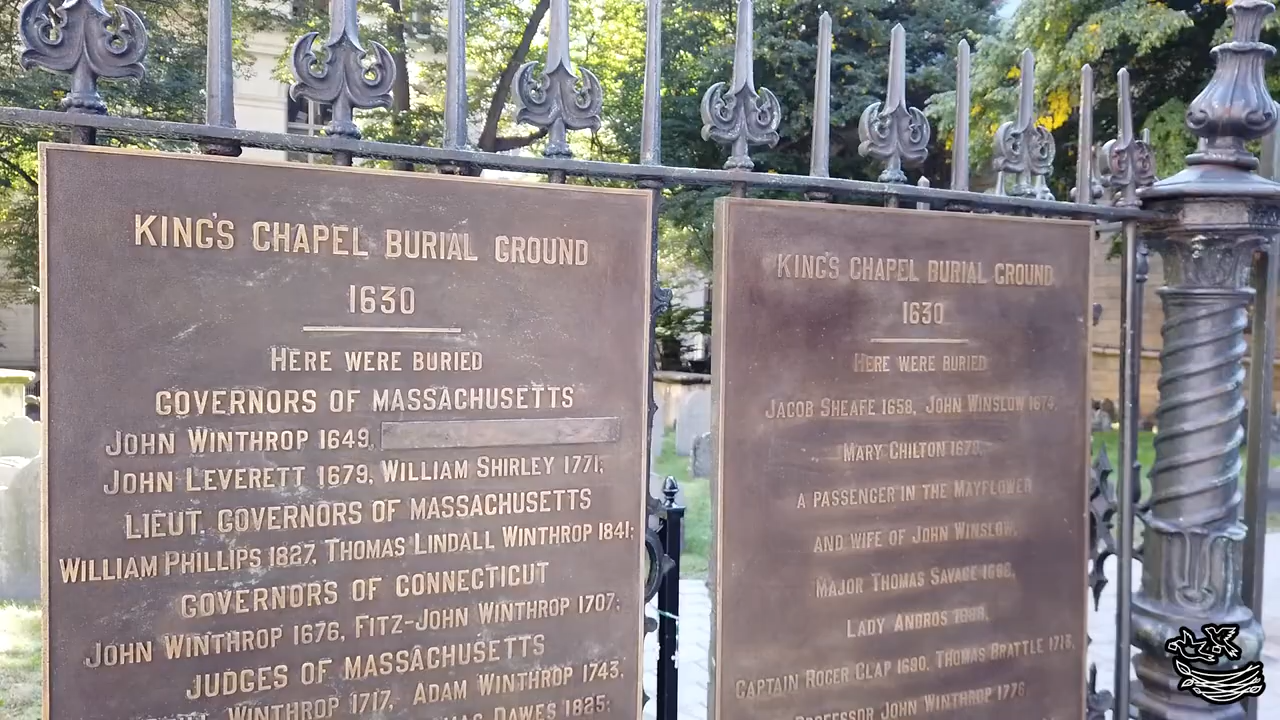 KING'S CHAPEL BURIAL GROUND
1630
HERE WERE BURIED
GOVERNORS OF MASSACHUSETTS
JOHN WINTHROP 1649,
JOHN LEVERETT 1679, WILLIAM SHIRLEY 1771;
LIEUT. GOVERNORS OF MASSACHUSETTS
WILLIAM PHILLIPS 1827, THOMAS LINDALL WINTHROP 1841;
GOVERNORS OF CONNECTICUT
JOHN WINTHROP 1676, FITZ-JOHN WINTHROP 1707;
JUDGES OF MASSACHUSETTS
WINTHROP 1717, ADAM WINTHROP 1743,
DAWES 1825;
KING'S CHAPEL BURIAL GROUND
1630
HERE WERE BURIED
JACOB SHEAFE 1658, JOHN WINSLOW 1674,
MARY CHILTON 1679,
A PASSENGER IN THE MAYFLOWER
AND WIFE OF JOHN WINSLOW,
MAJOR THOMAS SAVAGE
LADY ANDROS
CAPTAIN ROGER CLAP 1690, THOMAS BRATTLE 1713,
PROFESSOR JOHN WINTHROP